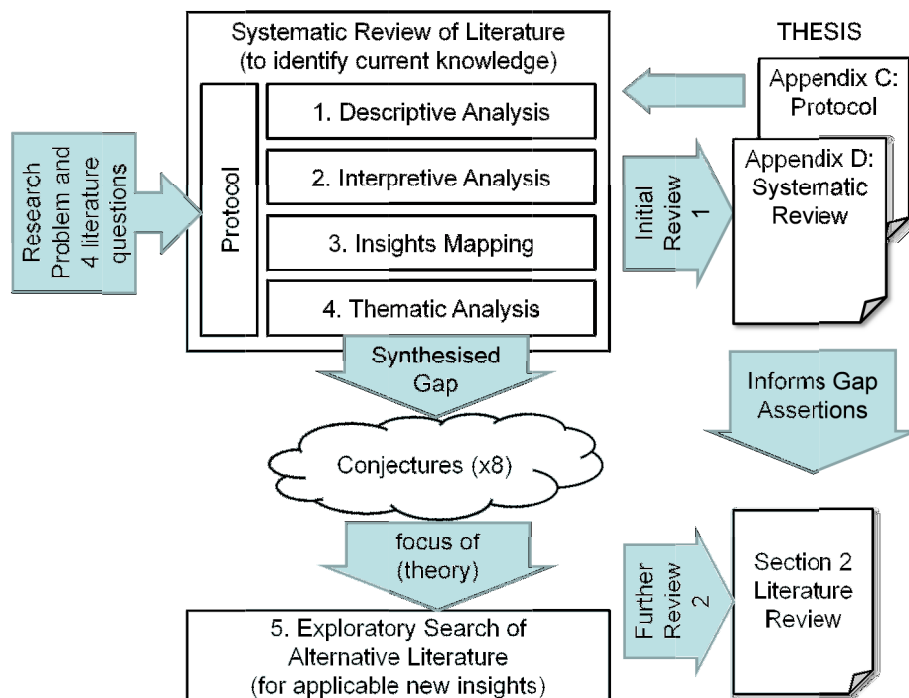 Systematic Review of Literature
(to identify current knowledge)
THESIS
Appendix C:
Protocol
1. Descriptive Analysis
Research
Problem and
4 literature
questions
Protocol
2. Interpretive Analysis
Initial
Review
1
Appendix D:
Systematic
Review
3. Insights Mapping
4. Thematic Analysis
Synthesised
Gap
Informs Gap
Assertions
Conjectures (x8)
focus of
(theory)
Further
Review
2
Section 2
Literature
Review
5. Exploratory Search of
Alternative Literature
(for applicable new insights)